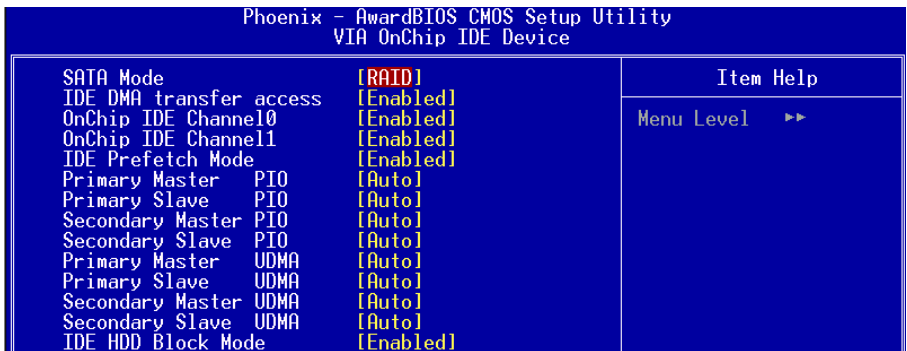 Phoenix - AwardBIOS CMOS Setup Utility
VIA OnChip IDE Device
SATA Mode [RAID]
IDE DMA transfer access [Enabled]
OnChip IDE Channel0 [Enabled]
OnChip IDE Channel1 [Enabled]
IDE Prefetch Mode [Enabled]
Primary Master PIO [Auto]
Primary Slave PIO [Auto]
Secondary Master PIO [Auto]
Secondary Slave PIO [Auto]
Primary Master UDMA [Auto]
Primary Slave UDMA [Auto]
Secondary Master UDMA [Auto]
Secondary Slave UDMA [Auto]
IDE HDD Block Mode [Enabled]
Item Help
Menu Level ►►